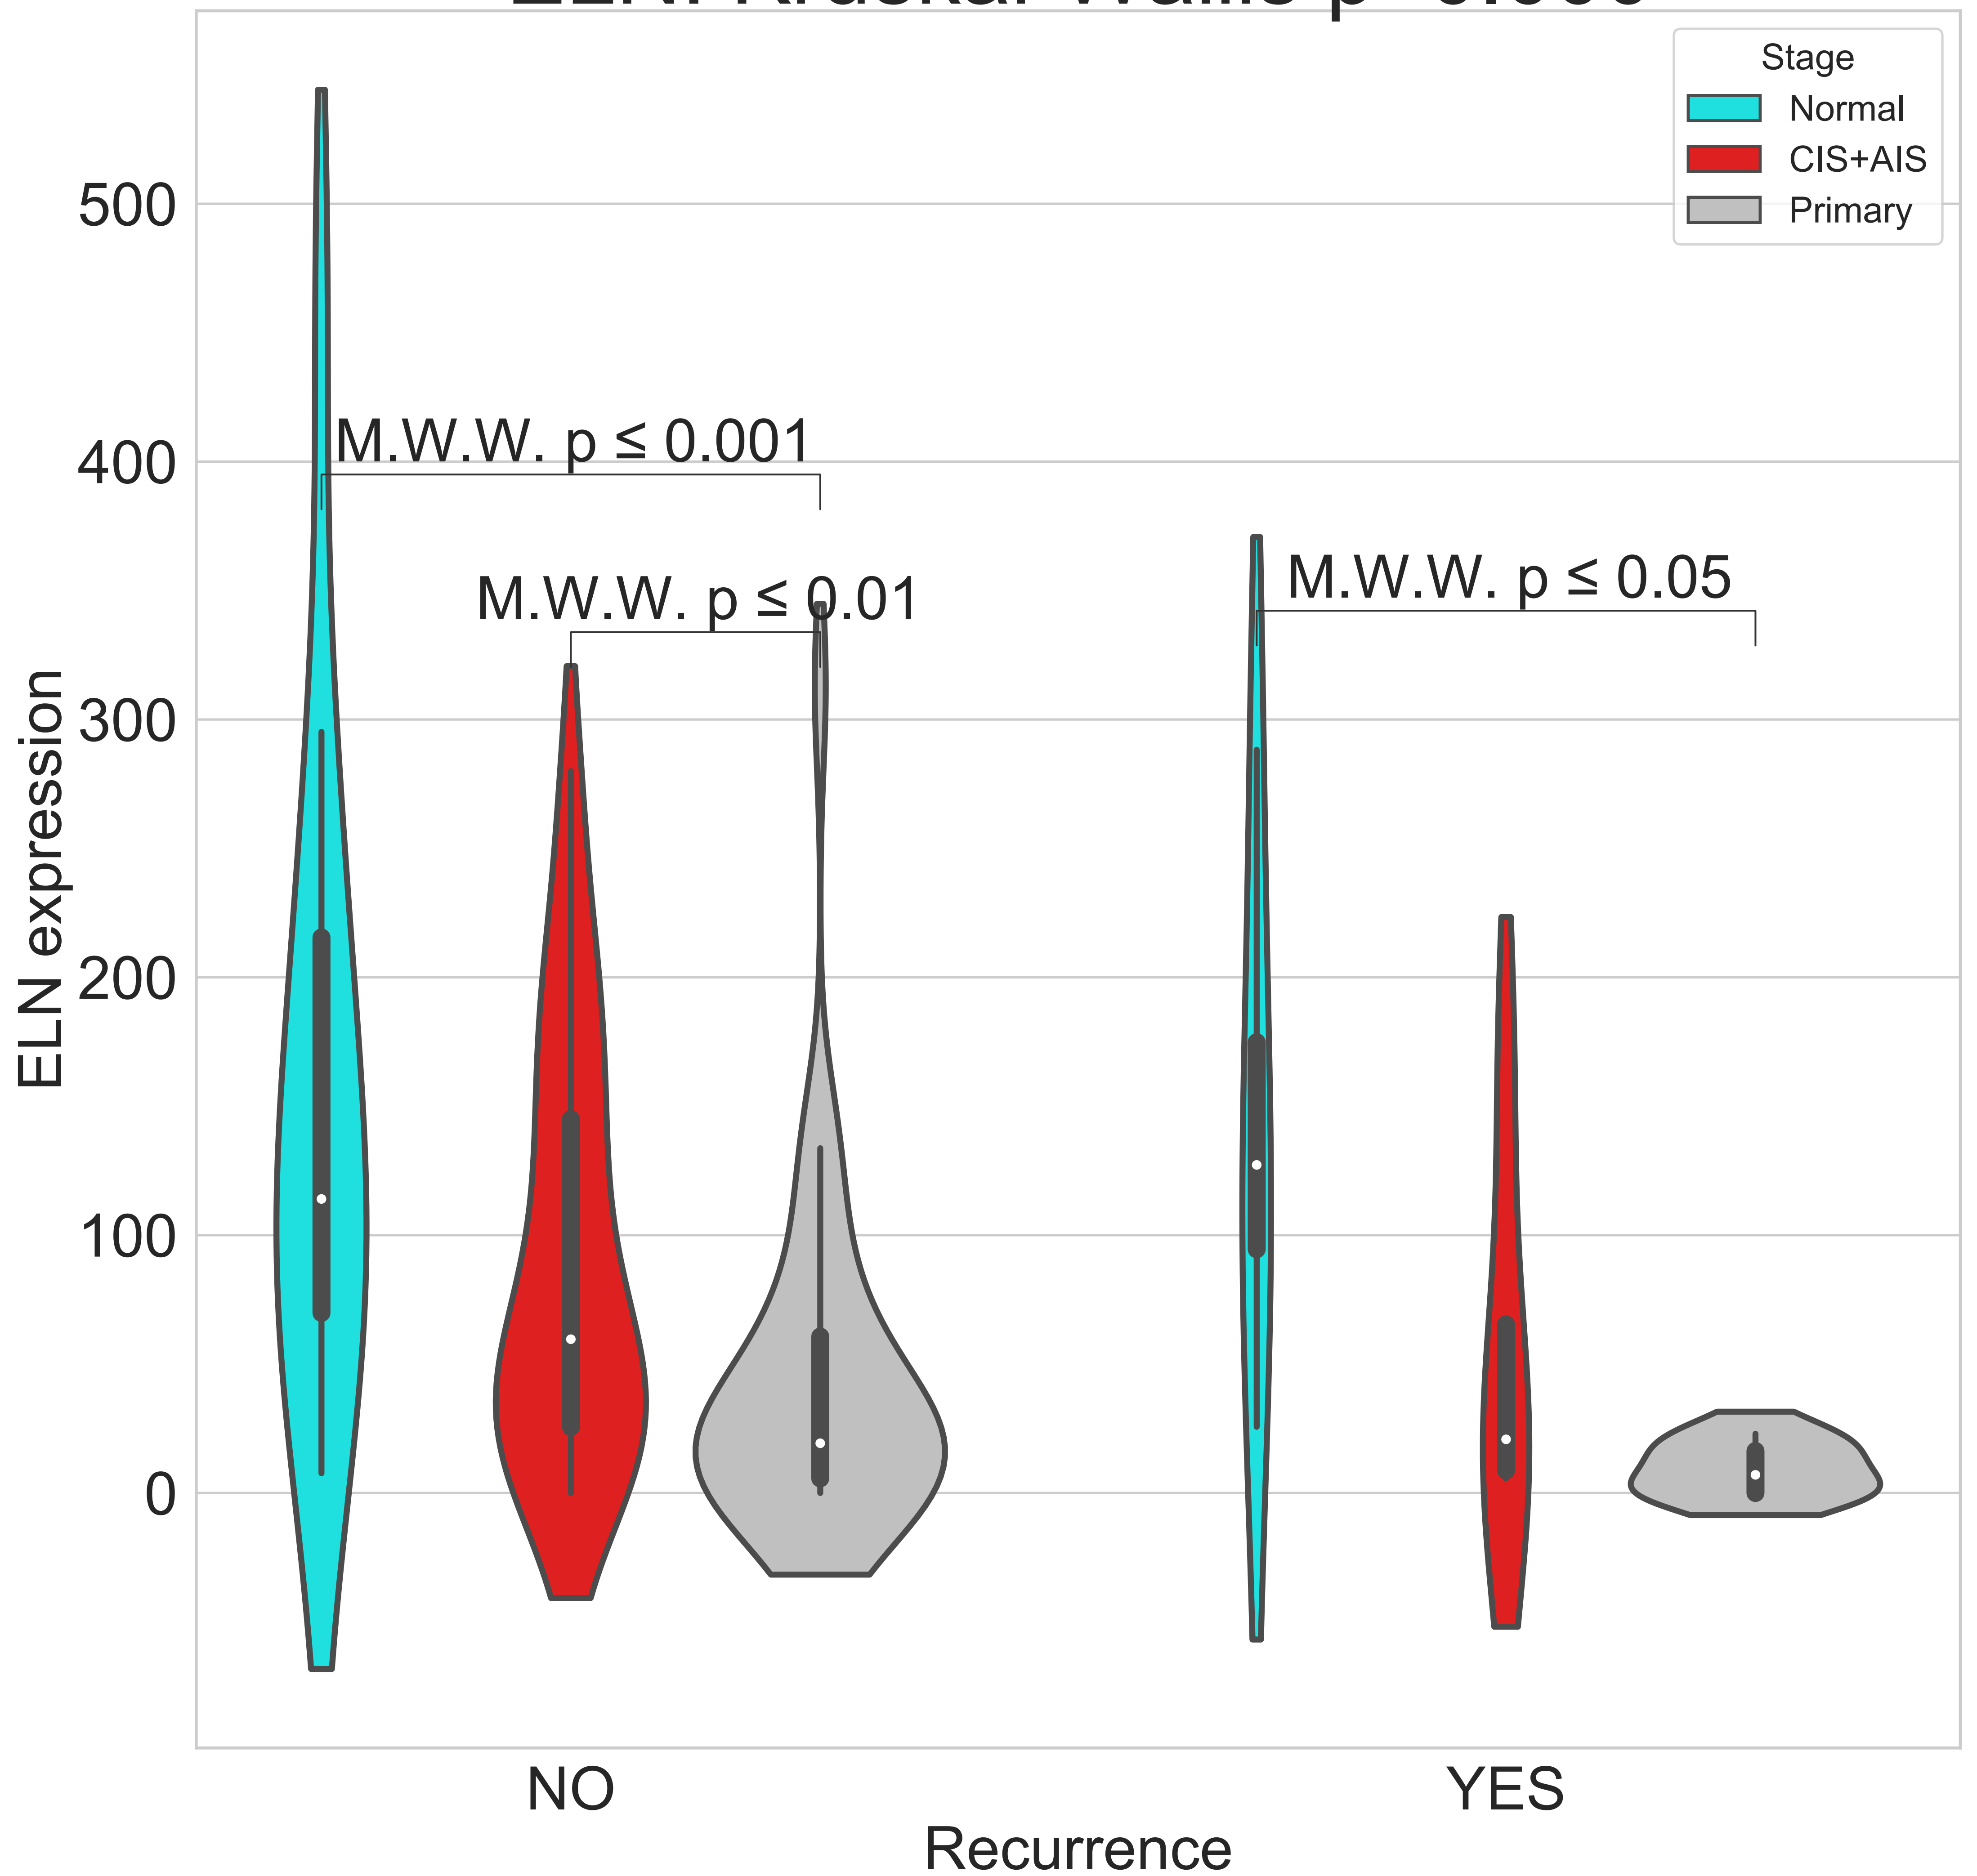 Stage
Normal
CIS+AIS
Primary
500
400
300
200
100
0
ELN expression
M.W.W. p ≤ 0.001
M.W.W. p ≤ 0.01
M.W.W. p ≤ 0.05
NO
YES
Recurrence